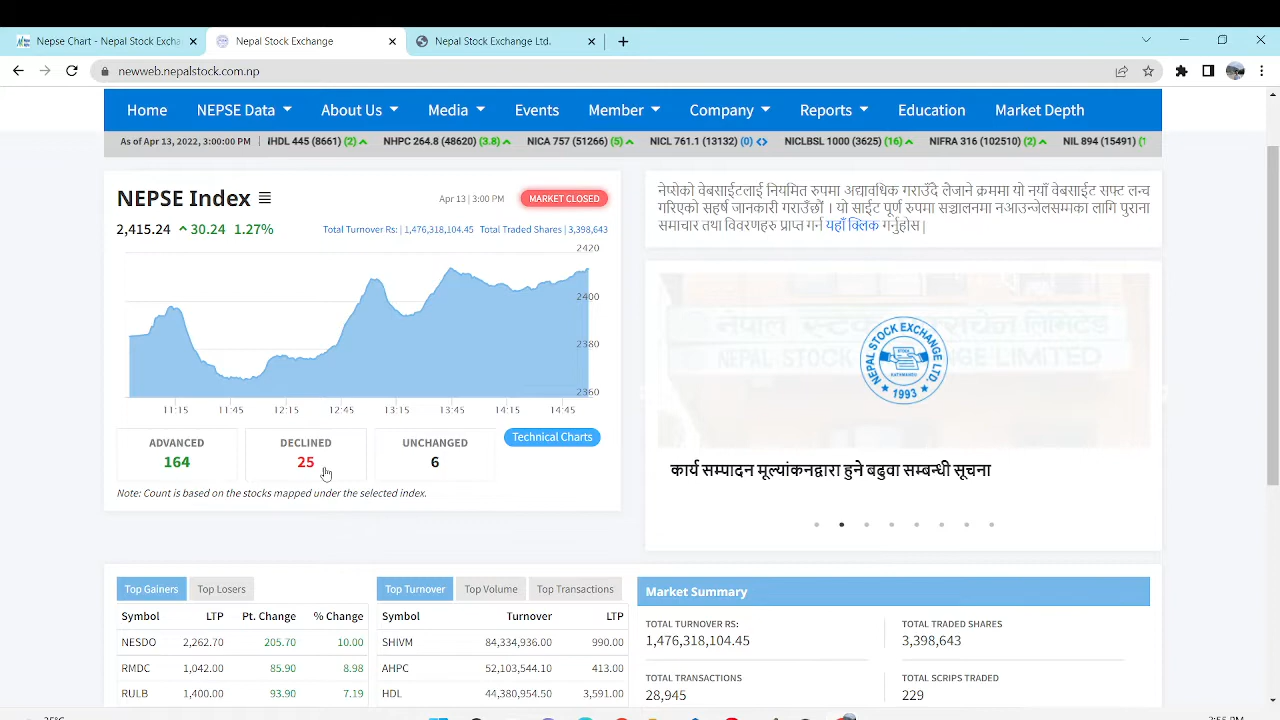 Nepse Chart - Nepal Stock Excha
Nepal Stock Exchange
Nepal Stock Exchange Ltd.
newweb.nepalstock.com.np
Home NEPSE Data About Us Media Events Member Company Reports Education Market Depth
As of Apr 13, 2022, 3:00:00 PM IHDL 445 (8661) (2) NHPC 264.8 (48620) (3.8) NICA 757 (51266) (5) NICL 761.1 (13132) (0) NICLBSL 1000 (3625) (16) NIFRA 316 (102510) (2) NIL 894 (15491) (1
NEPSE Index
Apr 13 | 3:00 PM
MARKET CLOSED
2,415.24 30.24 1.27%
Total Turnover Rs: | 1,476,318,104.45 Total Traded Shares | 3,398,643
2420
2400
2380
2360
11:15 11:45 12:15 12:45 13:15 13:45 14:15 14:45
ADVANCED
164
DECLINED
25
UNCHANGED
6
Technical Charts
Note: Count is based on the stocks mapped under the selected index.
नेप्सेको वेबसाईटलाई नियमित रुपमा अद्यावधिक गराउँदै लैजाने क्रममा यो नयाँ वेबसाईट सफ्ट लन्च
गरिएको सहर्ष जानकारी गराउँछौं । यो साईट पूर्ण रुपमा सञ्चालनमा नआउन्जेलसम्मका लागि पुराना
समाचार तथा विवरणहरु प्राप्त गर्न यहाँ क्लिक गर्नुहोस |
NEPAL STOCK EXCHANGE LTD.
KATHMANDU
1993
कार्य सम्पादन मूल्यांकनद्वारा हुने बढुवा सम्बन्धी सूचना
Top Gainers Top Losers
Symbol LTP Pt. Change % Change
NESDO 2,262.70 205.70 10.00
RMDC 1,042.00 85.90 8.98
RULB 1,400.00 93.90 7.19
Top Turnover Top Volume Top Transactions
Symbol Turnover LTP
SHIVM 84,334,936.00 990.00
AHPC 52,103,544.10 413.00
HDL 44,380,954.50 3,591.00
Market Summary
TOTAL TURNOVER RS:
1,476,318,104.45
TOTAL TRADED SHARES
3,398,643
TOTAL TRANSACTIONS
28,945
TOTAL SCRIPS TRADED
229